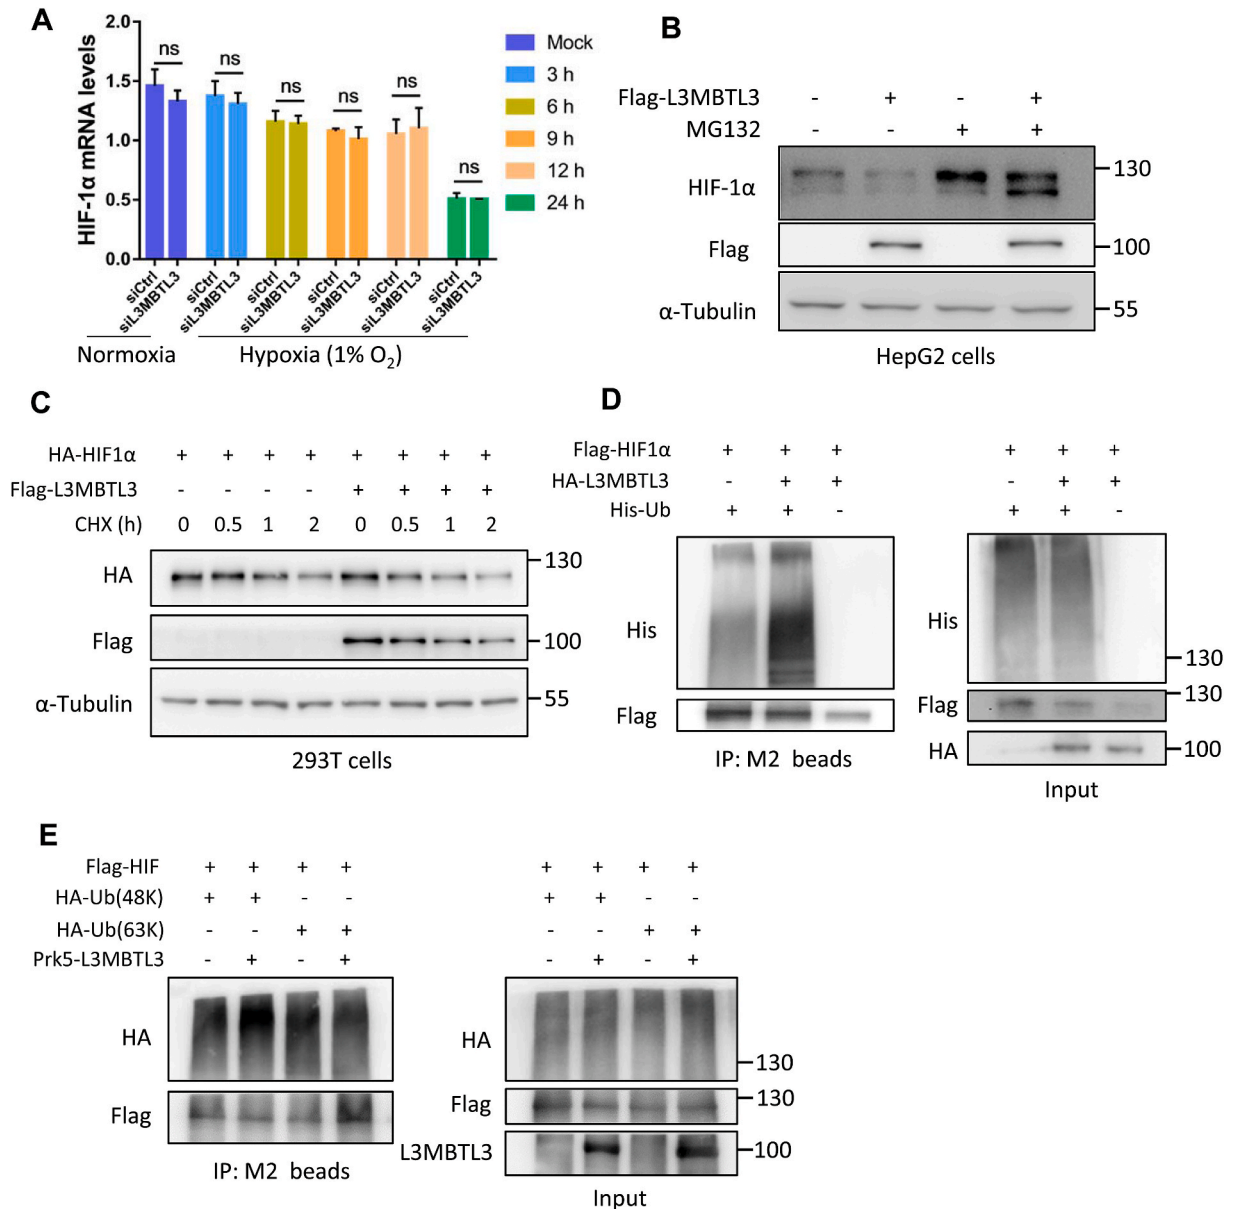 A
HIF-1α mRNA levels
2.0
1.5
1.0
0.5
0.0
ns
ns
ns
ns
ns
ns
Mock
3 h
6 h
9 h
12 h
24 h
siCtrl
siL3MBTL3
siCtrl
siL3MBTL3
siCtrl
siL3MBTL3
siCtrl
siL3MBTL3
siCtrl
siL3MBTL3
siCtrl
siL3MBTL3
Normoxia
Hypoxia (1% O₂)
B
Flag-L3MBTL3 - + - +
MG132 - - + +
HIF-1α 130
Flag 100
α-Tubulin 55
HepG2 cells
C
HA-HIF1α + + + + + + + +
Flag-L3MBTL3 - - - - + + + +
CHX (h) 0 0.5 1 2 0 0.5 1 2
HA 130
Flag 100
α-Tubulin 55
293T cells
D
Flag-HIF1α + + + + + +
HA-L3MBTL3 - + + - + +
His-Ub + + - + + -
His
Flag
IP: M2 beads
His 130
Flag 130
HA 100
Input
E
Flag-HIF + + + + + + + +
HA-Ub(48K) + + - - + + - -
HA-Ub(63K) - - + + - - + +
Prk5-L3MBTL3 - + - + - + - +
HA
Flag
IP: M2 beads
HA 130
Flag 130
L3MBTL3 100
Input